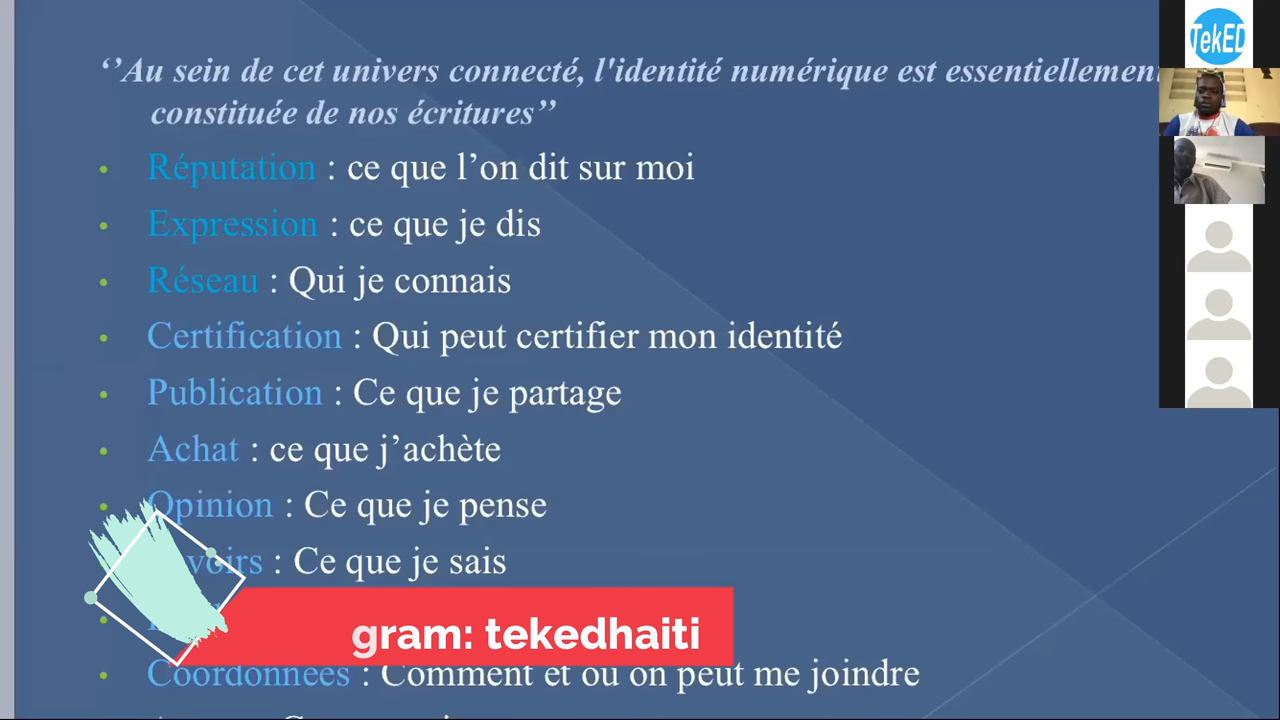 ‘’Au sein de cet univers connecté, l'identité numérique est essentiellement
constituée de nos écritures’’
• Réputation : ce que l’on dit sur moi
• Expression : ce que je dis
• Réseau : Qui je connais
• Certification : Qui peut certifier mon identité
• Publication : Ce que je partage
• Achat : ce que j’achète
• Opinion : Ce que je pense
voirs : Ce que je sais
gram: tekedhaiti
• Coordonnées : Comment et où on peut me joindre
TekED